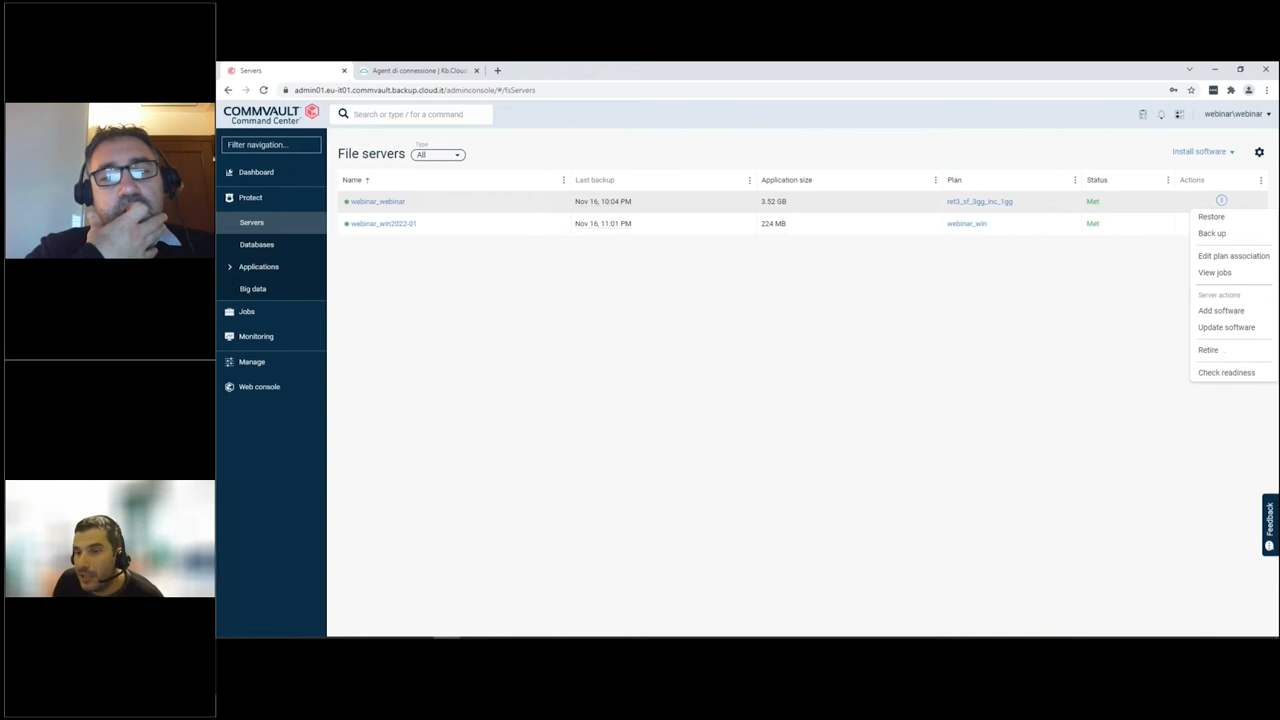 Servers
Agent di connessione | Kb.Cloud
admin01.eu-it01.commvault.backup.cloud.it/adminconsole/#/fsServers
COMMVAULT
Command Center
Search or type / for a command
webinar\webinar
Filter navigation...
Dashboard
Protect
Servers
Databases
Applications
Big data
Jobs
Monitoring
Manage
Web console
File servers
Type
All
Install software
Name
Last backup
Application size
Plan
Status
Actions
webinar_webinar
Nov 16, 10:04 PM
3.52 GB
ret3_sf_3gg_inc_1gg
Met
webinar_win2022-01
Nov 16, 11:01 PM
224 MB
webinar_win
Met
Restore
Back up
Edit plan association
View jobs
Server actions
Add software
Update software
Retire
Check readiness
Feedback